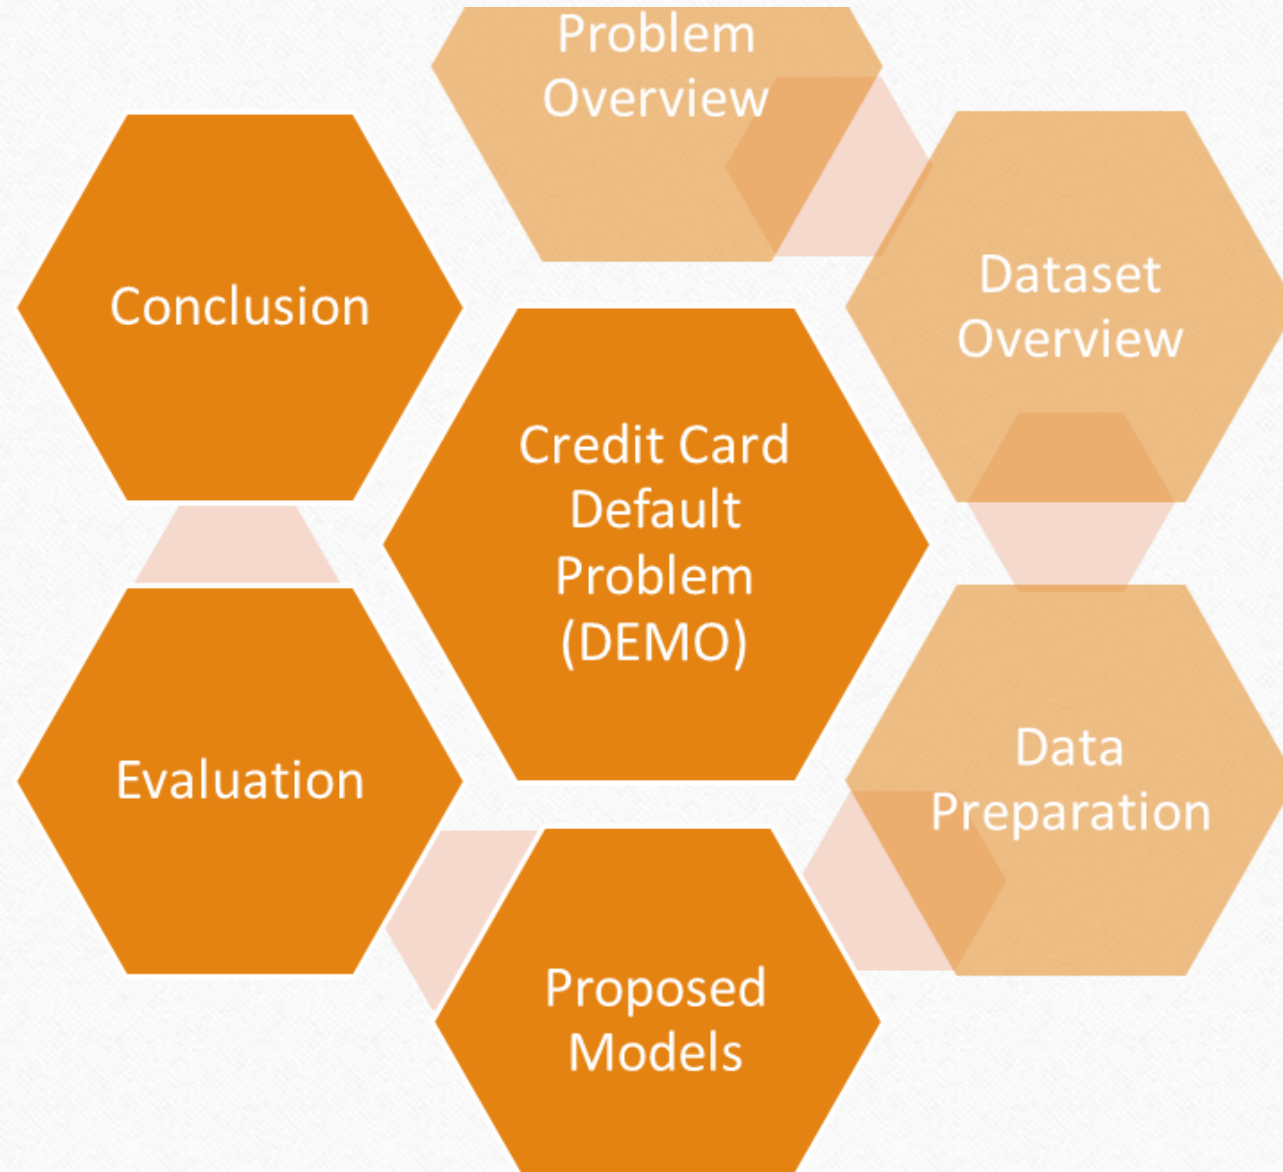 Problem
Overview
Dataset
Overview
Data
Preparation
Proposed
Models
Evaluation
Conclusion
Credit Card
Default
Problem
(DEMO)